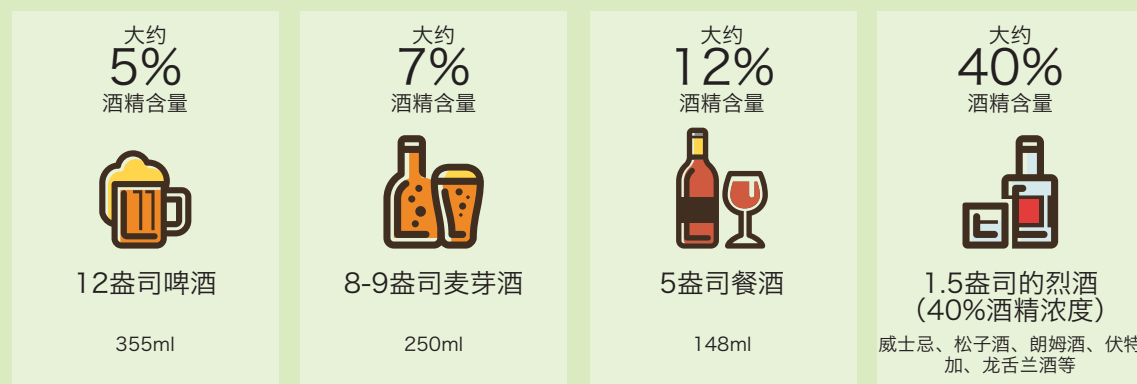 大约
5%
酒精含量
12盎司啤酒
355ml
大约
7%
酒精含量
8-9盎司麦芽酒
250ml
大约
12%
酒精含量
5盎司餐酒
148ml
大约
40%
酒精含量
1.5盎司的烈酒
（40%酒精浓度）
威士忌、松子酒、朗姆酒、伏特
加、龙舌兰酒等